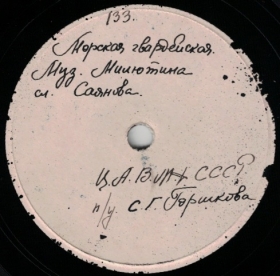 133.
Морская гвардейская
Муз. Милютина
сл. Саянова.
Ц.А.В.М.Ф СССР
п/у С.Г. Горшкова